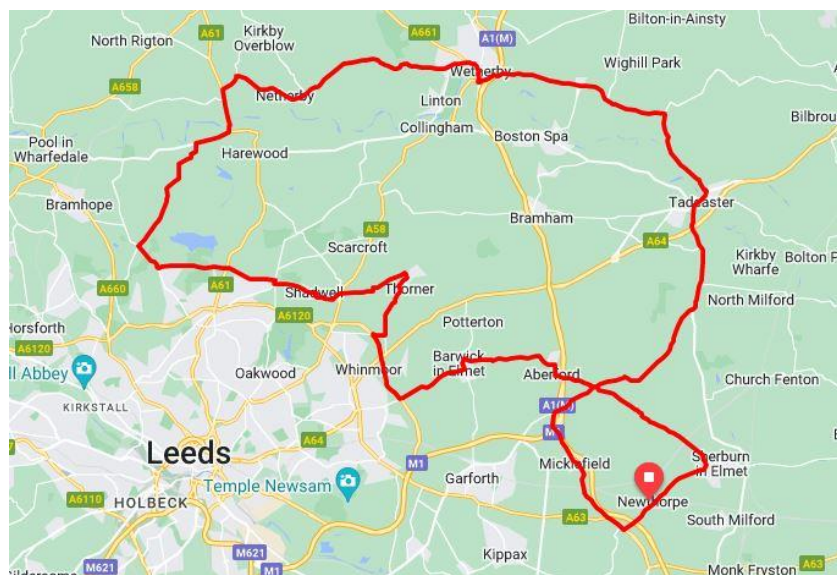 North Rigton
A61
Kirkby
Overblow
A661
A1(M)
Bilton-in-Ainsty
A658
Wetherby
Wighill Park
Netherby
Linton
Collingham
Bilbrou
Pool in
Wharfedale
Harewood
Boston Spa
Bramhope
A58
Bramham
Tadcaster
A64
Scarcroft
Kirkby
Wharfe
Bolton P
A660
A61
Shadwell
Thorner
North Milford
Horsforth
A6120
A6120
Potterton
ll Abbey
Oakwood
Whinmoor
Barwick
in Elmet
Aberford
Church Fenton
KIRKSTALL
A1(M)
Leeds
A64
M1
M1
Micklefield
Sherburn
in Elmet
Temple Newsam
Garforth
Newthorpe
A6110
HOLBECK
A63
South Milford
M621
M621
M1
Kippax
Monk Fryston
A63